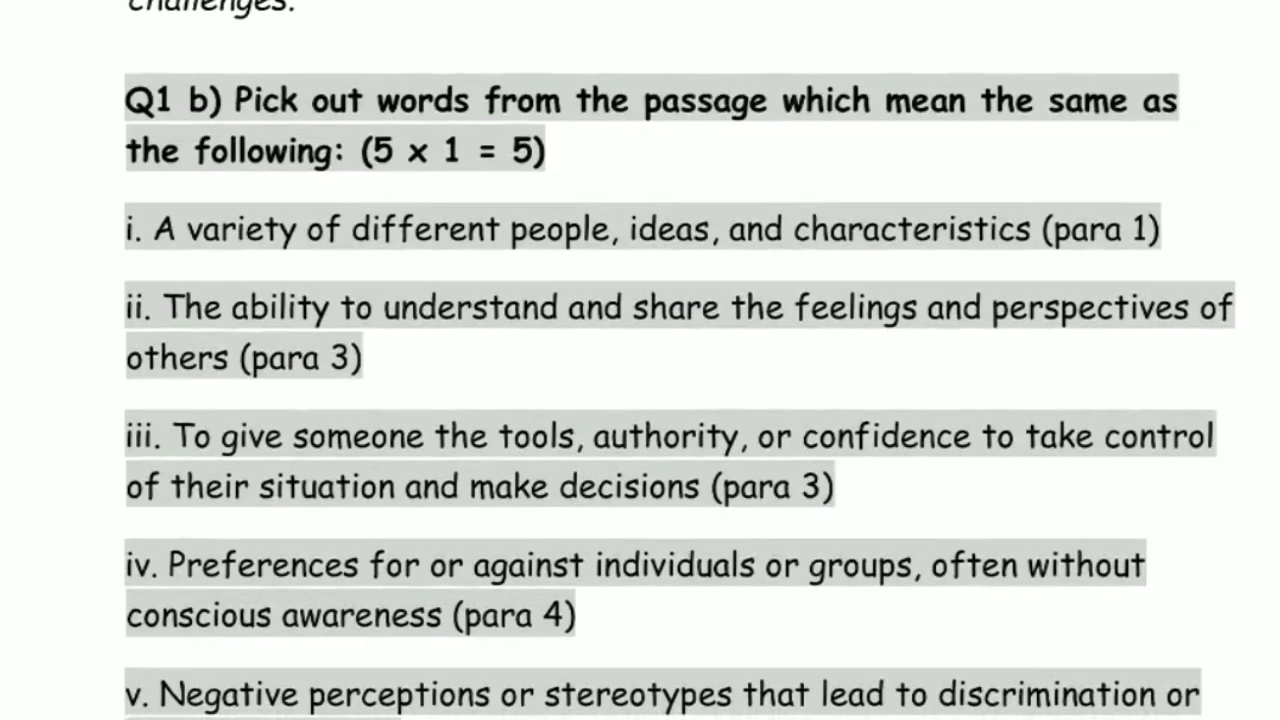 challenges.
Q1 b) Pick out words from the passage which mean the same as
the following: (5 x 1 = 5)
i. A variety of different people, ideas, and characteristics (para 1)
ii. The ability to understand and share the feelings and perspectives of
others (para 3)
iii. To give someone the tools, authority, or confidence to take control
of their situation and make decisions (para 3)
iv. Preferences for or against individuals or groups, often without
conscious awareness (para 4)
v. Negative perceptions or stereotypes that lead to discrimination or